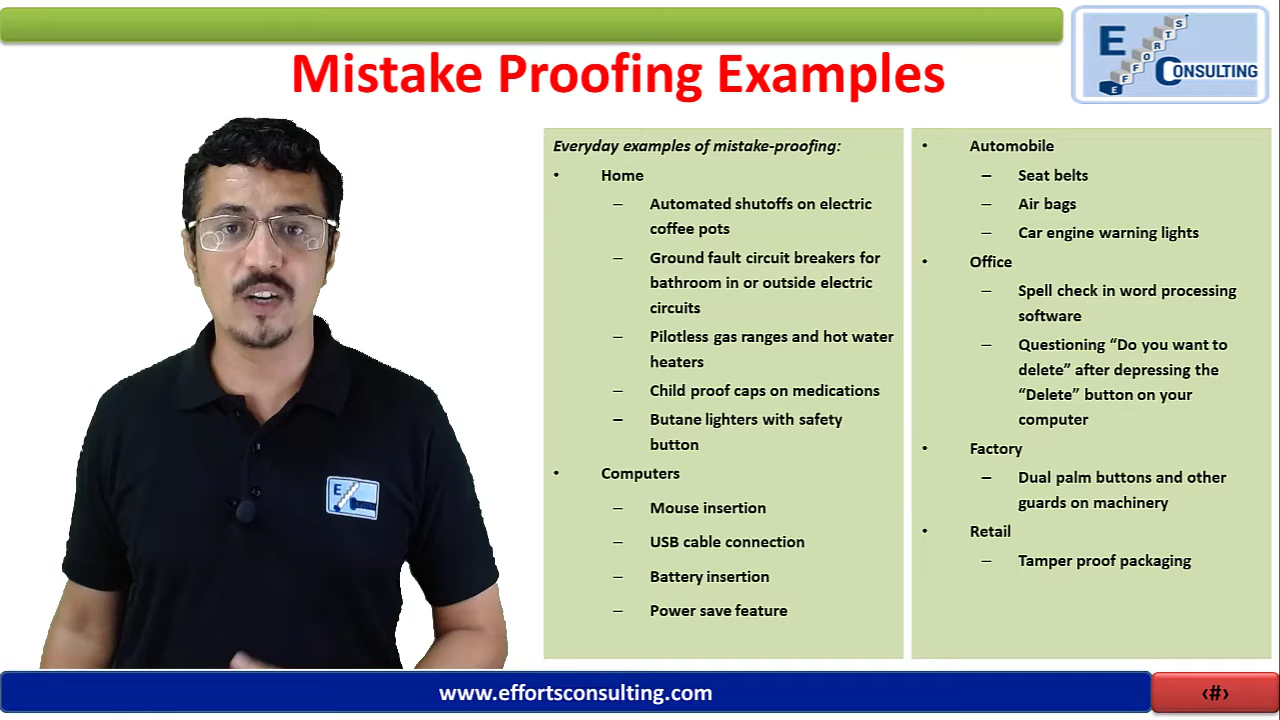 Mistake Proofing Examples
E
EFFORTS
CONSULTING
Everyday examples of mistake-proofing:
• Home
– Automated shutoffs on electric
coffee pots
– Ground fault circuit breakers for
bathroom in or outside electric
circuits
– Pilotless gas ranges and hot water
heaters
– Child proof caps on medications
– Butane lighters with safety
button
• Computers
– Mouse insertion
– USB cable connection
– Battery insertion
– Power save feature
• Automobile
– Seat belts
– Air bags
– Car engine warning lights
• Office
– Spell check in word processing
software
– Questioning “Do you want to
delete” after depressing the
“Delete” button on your
computer
• Factory
– Dual palm buttons and other
guards on machinery
• Retail
– Tamper proof packaging
E
www.effortsconsulting.com
‹#›